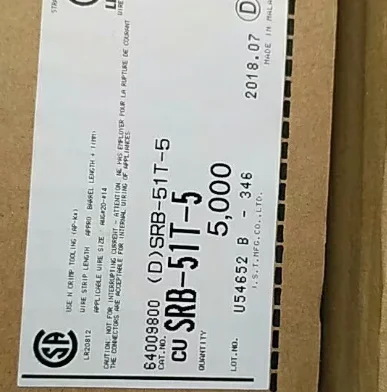 SA
LR20812
USE H CRIMP TOOLING (AP-K※)
WIRE STRIP LENGTH APPRO BARREL LENGTH + 1(MM)
APPLICABLE WIRE SIZE AWG#20-#14
CAUTION: NOT FOR INTERRUPTING CURRENT - ATTENTION : NE PAS EMPLOYER POUR LA RUPTURE DE COURANT
THE CONNECTORS ARE ACCEPTABLE FOR INTERNAL WIRING OF APPLIANCES
64009800 (D)SRB-51T-5
CAT.NO.
CU SRB-51T-5
QUANTITY 5,000
LOT.NO. U54652 B - 346 2018.07 D
J.S.T.MFG.CO.,LTD. MADE IN